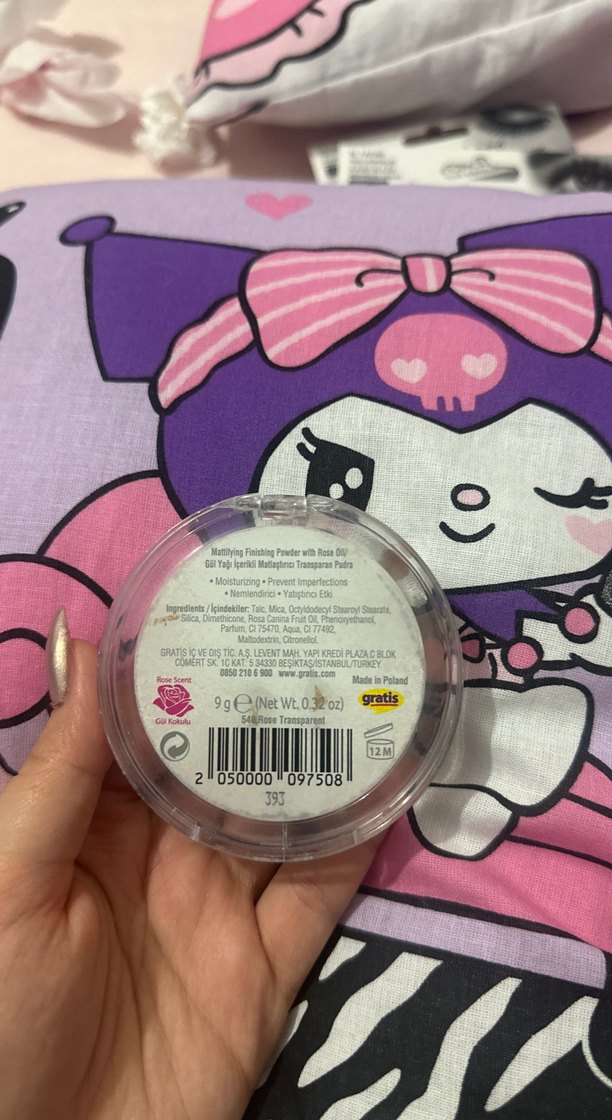 Mattifying Finishing Powder with Rose Oil/
Gül Yağı İçerikli Matlaştırıcı Transparan Pudra
• Moisturizing • Prevent Imperfections
• Nemlendirici • Yatıştırıcı Etki
Ingredients / İçindekiler: Talc, Mica, Octyldodecyl Stearoyl Stearate,
Silica, Dimethicone, Rosa Canina Fruit Oil, Phenoxyethanol,
Parfum, CI 75470, Aqua, CI 77492,
Maltodextrin, Citronellol.
GRATİS İÇ VE DIŞ TİC. A.Ş. LEVENT MAH. YAPI KREDİ PLAZA C BLOK
CÖMERT SK. 1C KAT: 5 34330 BEŞİKTAŞ/İSTANBUL/TURKEY
0850 210 6 900 www.gratis.com
Made in Poland
Rose Scent
Gül Kokulu
9 g e (Net Wt. 0.32 oz)
gratis
540 Rose Transparent
12 M
2 050000 097508
393